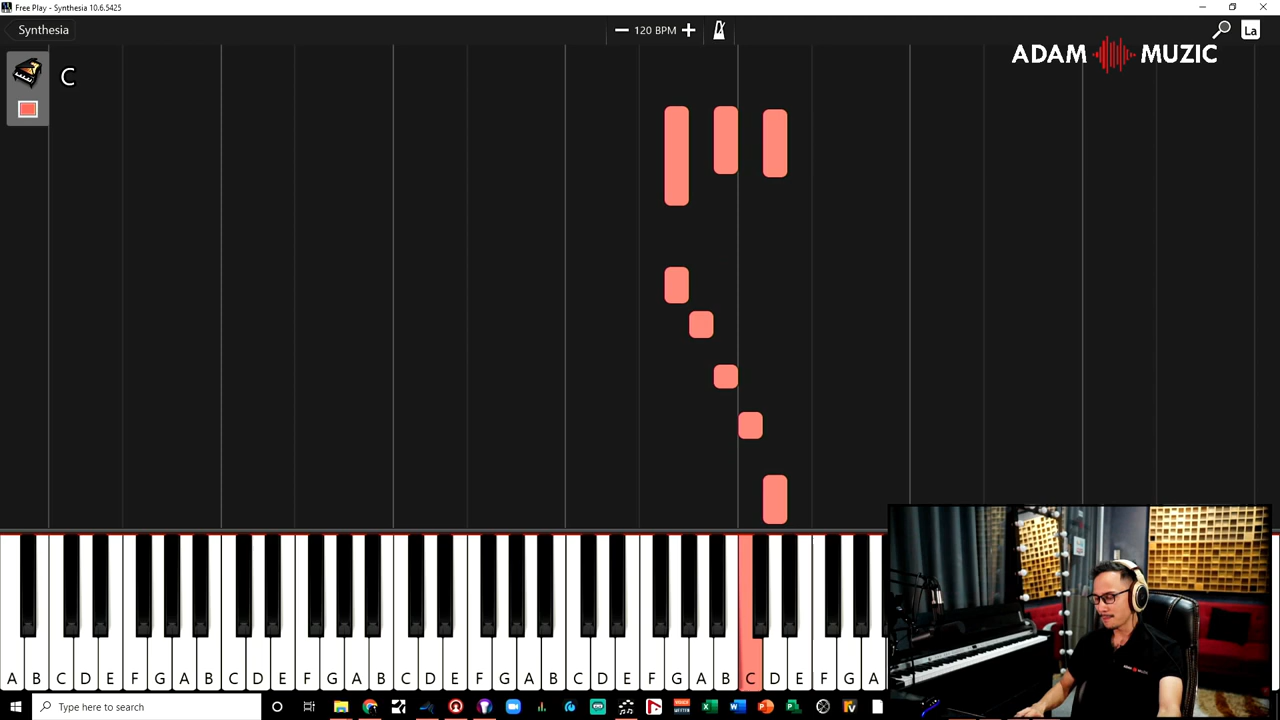 Free Play - Synthesia 10.6.5425
Synthesia
120 BPM
La
ADAM MUZIC
C
A B C D E F G A B C D E F G A B C D E F G A B C D E F G A B C D E F G A
Type here to search